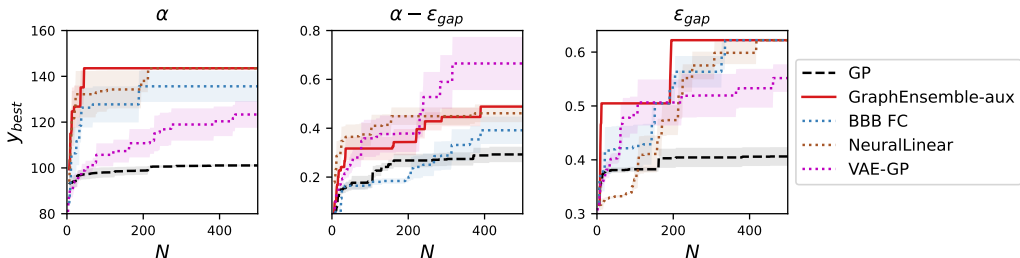 α
α − ε_gap
ε_gap
y_best
160
140
120
100
80
0
200
400
N
0.8
0.6
0.4
0.2
0
200
400
N
0.6
0.5
0.4
0.3
0
200
400
N
GP
GraphEnsemble-aux
BBB FC
NeuralLinear
VAE-GP